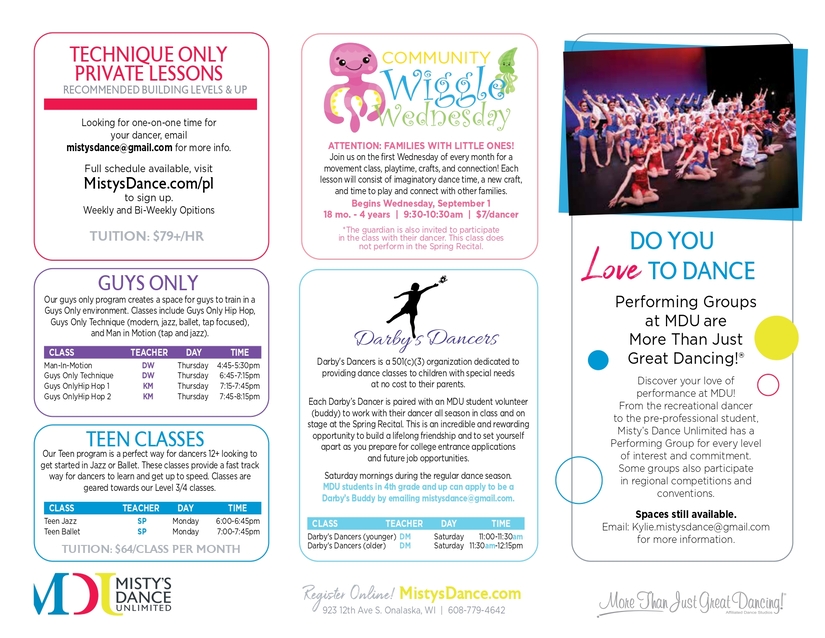 TECHNIQUE ONLY
PRIVATE LESSONS
RECOMMENDED BUILDING LEVELS & UP
Looking for one-on-one time for
your dancer, email
mistysdance@gmail.com for more info.
Full schedule available, visit
MistysDance.com/pl
to sign up.
Weekly and Bi-Weekly Opitions
TUITION: $79+/HR
GUYS ONLY
Our guys only program creates a space for guys to train in a
Guys Only environment. Classes include Guys Only Hip Hop,
Guys Only Technique (modern, jazz, ballet, tap focused),
and Man in Motion (tap and jazz).
CLASS TEACHER DAY TIME
Man-In-Motion DW Thursday 4:45-5:30pm
Guys Only Technique DW Thursday 6:45-7:15pm
Guys OnlyHip Hop 1 KM Thursday 7:15-7:45pm
Guys OnlyHip Hop 2 KM Thursday 7:45-8:15pm
TEEN CLASSES
Our Teen program is a perfect way for dancers 12+ looking to
get started in Jazz or Ballet. These classes provide a fast track
way for dancers to learn and get up to speed. Classes are
geared towards our Level 3/4 classes.
CLASS TEACHER DAY TIME
Teen Jazz SP Monday 6:00-6:45pm
Teen Ballet SP Monday 7:00-7:45pm
TUITION: $64/CLASS PER MONTH
MDU MISTY'S
DANCE
UNLIMITED
COMMUNITY
Wiggle
Wednesday
ATTENTION: FAMILIES WITH LITTLE ONES!
Join us on the first Wednesday of every month for a
movement class, playtime, crafts, and connection! Each
lesson will consist of imaginatory dance time, a new craft,
and time to play and connect with other families.
Begins Wednesday, September 1
18 mo. - 4 years | 9:30-10:30am | $7/dancer
*The guardian is also invited to participate
in the class with their dancer. This class does
not perform in the Spring Recital.
Darby's Dancers
Darby's Dancers is a 501(c)(3) organization dedicated to
providing dance classes to children with special needs
at no cost to their parents.
Each Darby's Dancer is paired with an MDU student volunteer
(buddy) to work with their dancer all season in class and on
stage at the Spring Recital. This is an incredible and rewarding
opportunity to build a lifelong friendship and to set yourself
apart as you prepare for college entrance applications
and future job opportunities.
Saturday mornings during the regular dance season.
MDU students in 4th grade and up can apply to be a
Darby's Buddy by emailing mistysdance@gmail.com.
CLASS TEACHER DAY TIME
Darby's Dancers (younger) DM Saturday 11:00-11:30am
Darby's Dancers (older) DM Saturday 11:30am-12:15pm
Register Online! MistysDance.com
923 12th Ave S. Onalaska, WI | 608-779-4642
DO YOU
Love TO DANCE
Performing Groups
at MDU are
More Than Just
Great Dancing!®
Discover your love of
performance at MDU!
From the recreational dancer
to the pre-professional student,
Misty's Dance Unlimited has a
Performing Group for every level
of interest and commitment.
Some groups also participate
in regional competitions and
conventions.
Spaces still available.
Email: Kylie.mistysdance@gmail.com
for more information.
More Than Just Great Dancing!®
Affiliated Dance Studios